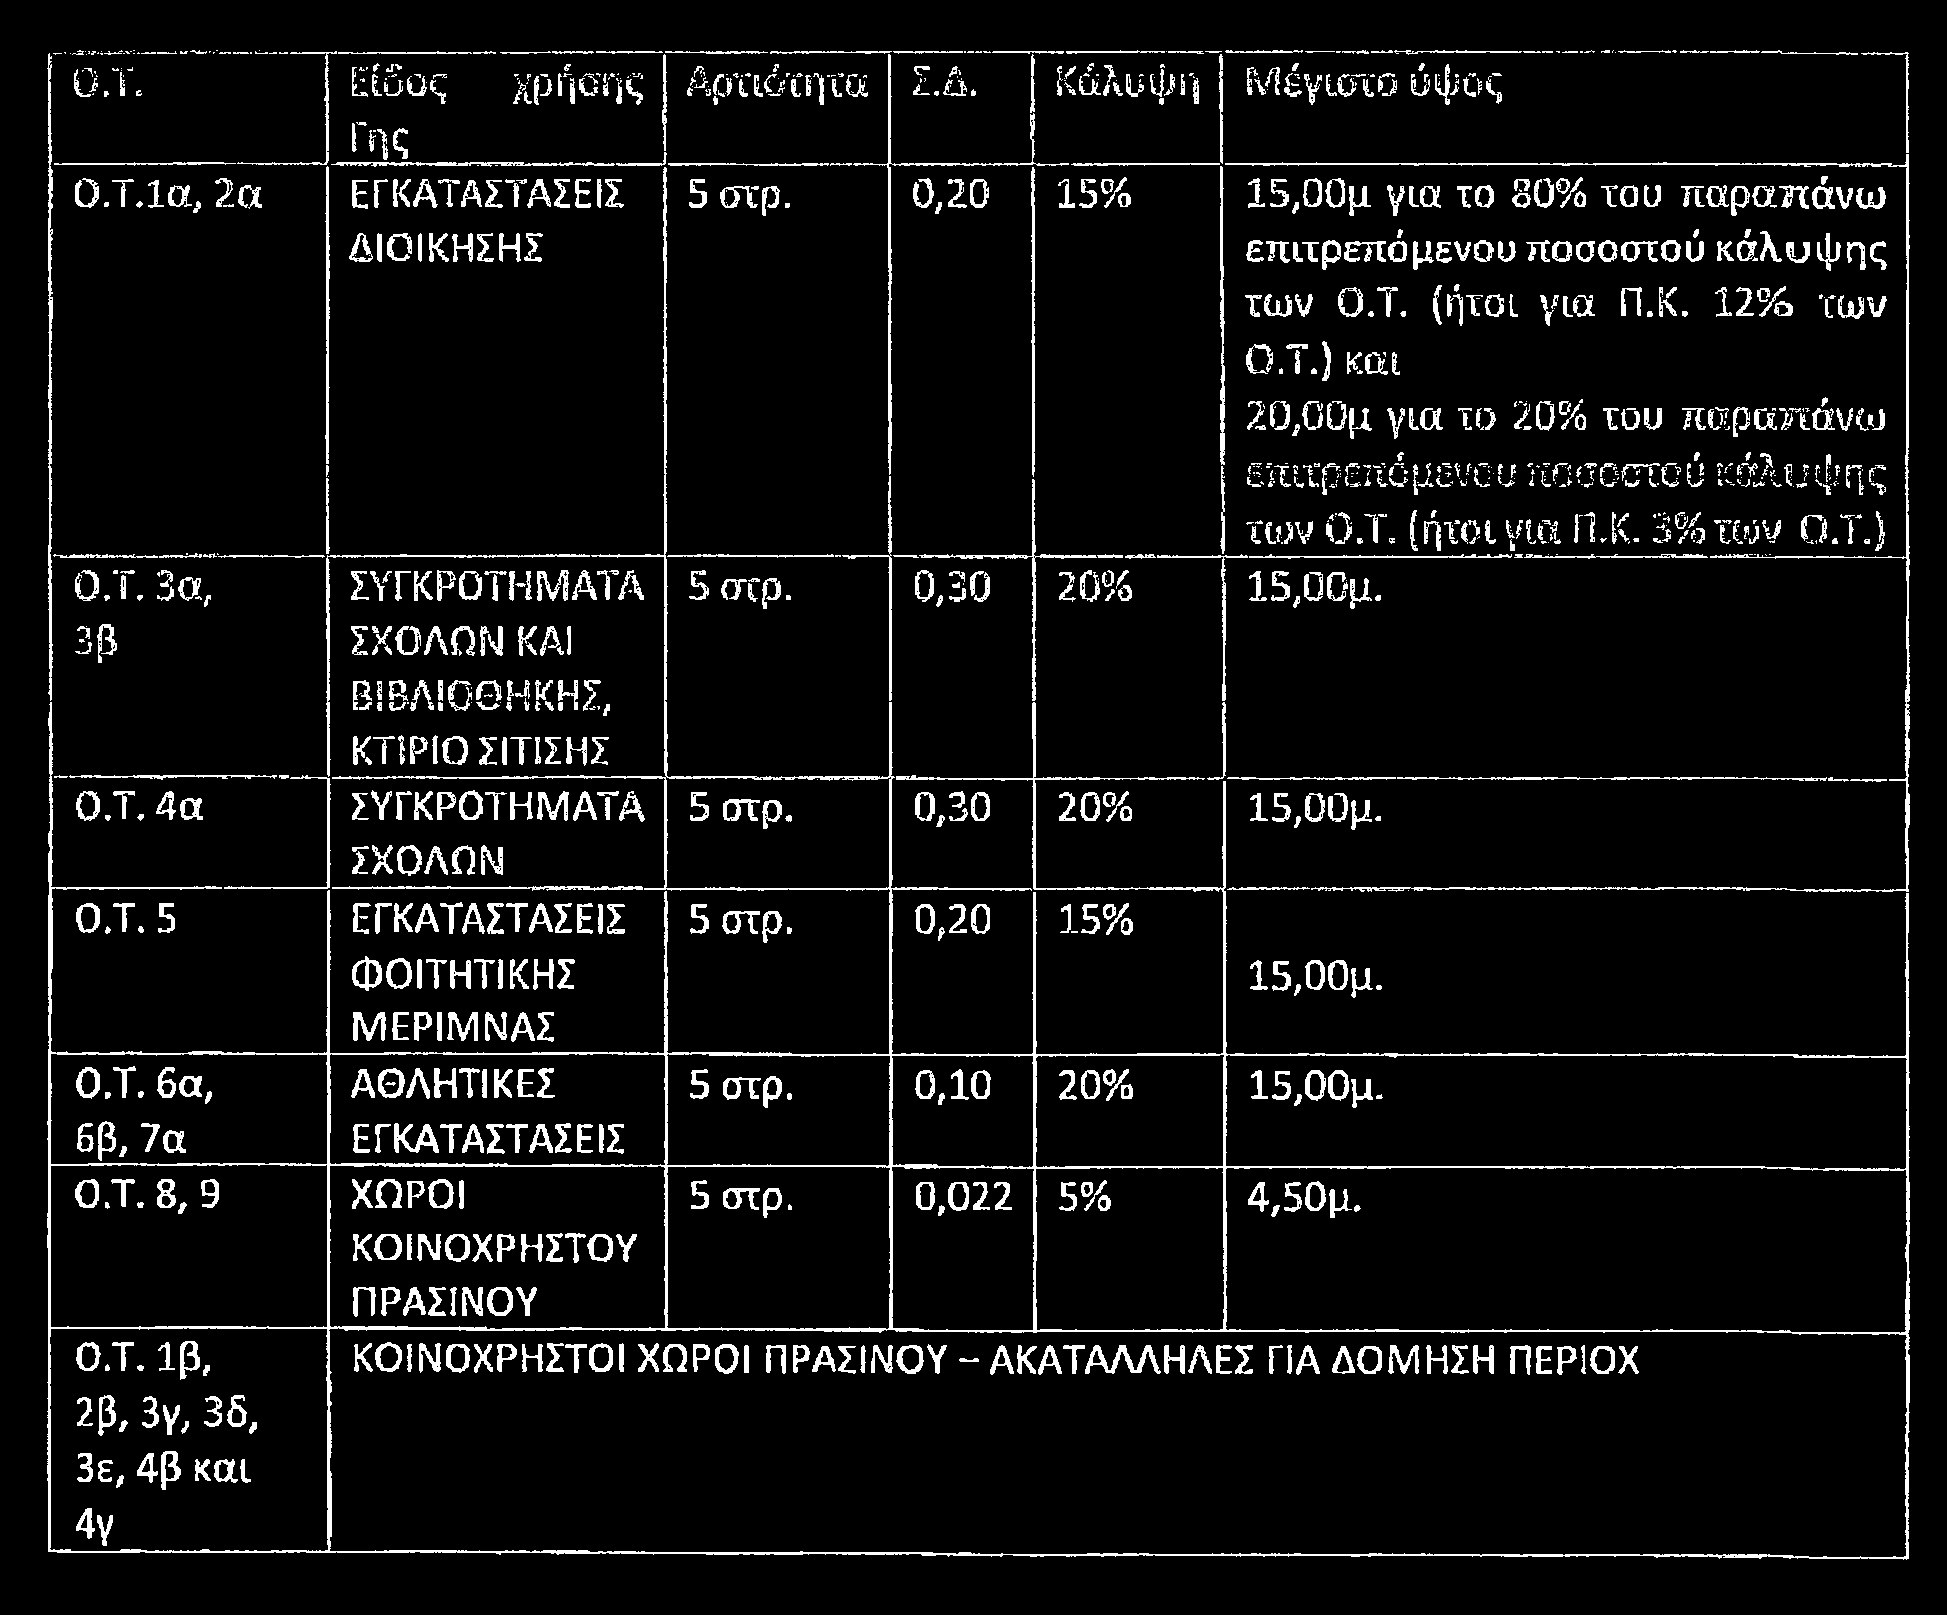 Ο.Τ. Είδος χρήσης Αρτιότητα Σ.Δ. Κάλυψη Μέγιστο ύψος
Γης
Ο.Τ.1α, 2α ΕΓΚΑΤΑΣΤΑΣΕΙΣ 5 στρ. 0,20 15% 15,00μ για το 80% του παραπάνω
ΔΙΟΙΚΗΣΗΣ επιτρεπόμενου ποσοστού κάλυψης
των Ο.Τ. (ήτοι για Π.Κ. 12% των
Ο.Τ.) και
20,00μ για το 20% του παραπάνω
επιτρεπόμενου ποσοστού κάλυψης
των Ο.Τ. (ήτοι για Π.Κ. 3% των Ο.Τ.)
Ο.Τ. 3α, ΣΥΓΚΡΟΤΗΜΑΤΑ 5 στρ. 0,30 20% 15,00μ.
3β ΣΧΟΛΩΝ ΚΑΙ
ΒΙΒΛΙΟΘΗΚΗΣ,
ΚΤΙΡΙΟ ΣΙΤΙΣΗΣ
Ο.Τ. 4α ΣΥΓΚΡΟΤΗΜΑΤΑ 5 στρ. 0,30 20% 15,00μ.
ΣΧΟΛΩΝ
Ο.Τ. 5 ΕΓΚΑΤΑΣΤΑΣΕΙΣ 5 στρ. 0,20 15%
ΦΟΙΤΗΤΙΚΗΣ 15,00μ.
ΜΕΡΙΜΝΑΣ
Ο.Τ. 6α, ΑΘΛΗΤΙΚΕΣ 5 στρ. 0,10 20% 15,00μ.
6β, 7α ΕΓΚΑΤΑΣΤΑΣΕΙΣ
Ο.Τ. 8, 9 ΧΩΡΟΙ 5 στρ. 0,022 5% 4,50μ.
ΚΟΙΝΟΧΡΗΣΤΟΥ
ΠΡΑΣΙΝΟΥ
Ο.Τ. 1β, ΚΟΙΝΟΧΡΗΣΤΟΙ ΧΩΡΟΙ ΠΡΑΣΙΝΟΥ – ΑΚΑΤΑΛΛΗΛΕΣ ΓΙΑ ΔΟΜΗΣΗ ΠΕΡΙΟΧ
2β, 3γ, 3δ,
3ε, 4β και
4γ